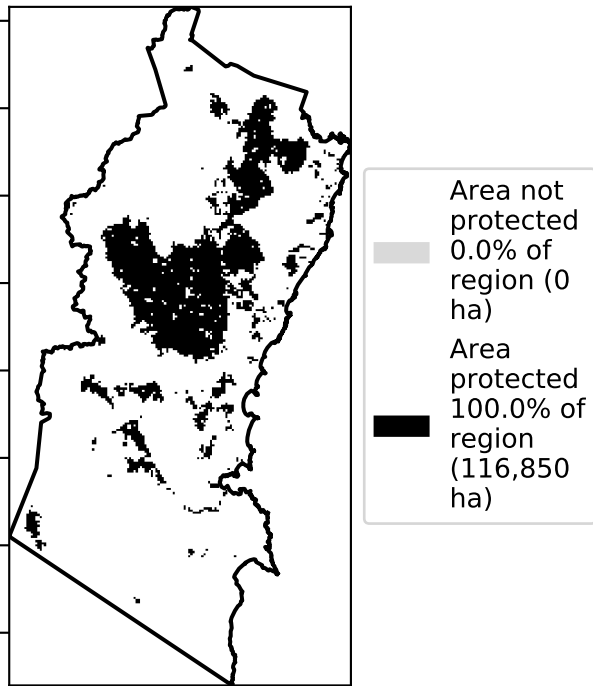 Area not
protected
0.0% of
region (0
ha)
Area
protected
100.0% of
region
(116,850
ha)